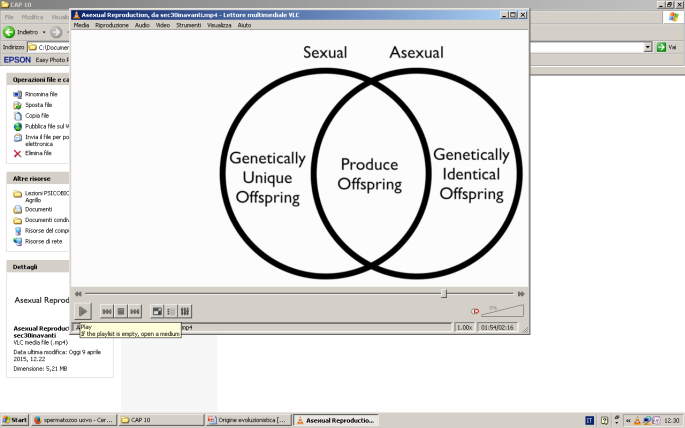 CAP 10
File Modifica Visualiz
Indietro
Indirizzo C:\Documen
Vai
EPSON Easy Photo P
Operazioni file e ca
Rinomina file
Sposta file
Copia file
Pubblica file sul W
Invia il file per po
elettronica
Elimina file
Altre risorse
Lezioni PSICOBIO
Agrillo
Documenti
Documenti condiv
Risorse del compu
Risorse di rete
Dettagli
Asexual Reprod
Asexual Reproduct
sec30inavanti
VLC media file (.mp4)
Data ultima modifica: Oggi 9 aprile
2015, 12.22
Dimensione: 5,21 MB
Asexual Reproduction, da sec30inavanti.mp4 - Lettore multimediale VLC
Media Riproduzione Audio Video Strumenti Visualizza Aiuto
Sexual Asexual
Genetically
Unique
Offspring
Produce
Offspring
Genetically
Identical
Offspring
Play
If the playlist is empty, open a medium
mp4
1.00x 01:54/02:16
Start spermatozoo uovo - Cer... CAP 10 Origine evoluzionistica [... Asexual Reproductio... IT 12.30